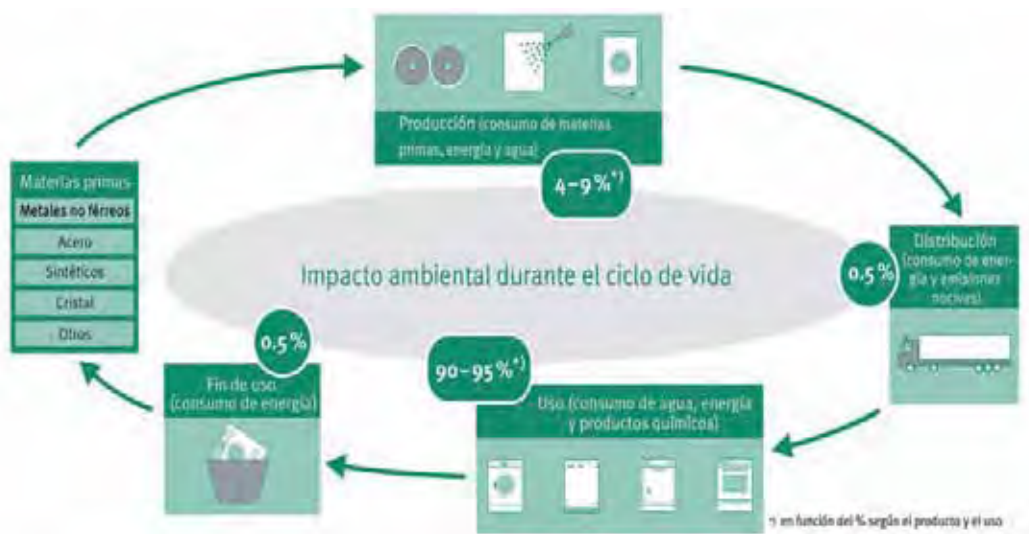 Producción (consumo de materias
primas, energía y agua)
4–9 %*)
Materias primas
Metales no férreos
Acero
Sintéticos
Cristal
Otros
Impacto ambiental durante el ciclo de vida
0,5 %
Distribución
(consumo de ener-
gía y emisiones
nocivas)
0,5 %
Fin de uso
(consumo de energía)
90–95 %*)
Uso (consumo de agua, energía
y productos químicos)
*) en función del % según el producto y el uso